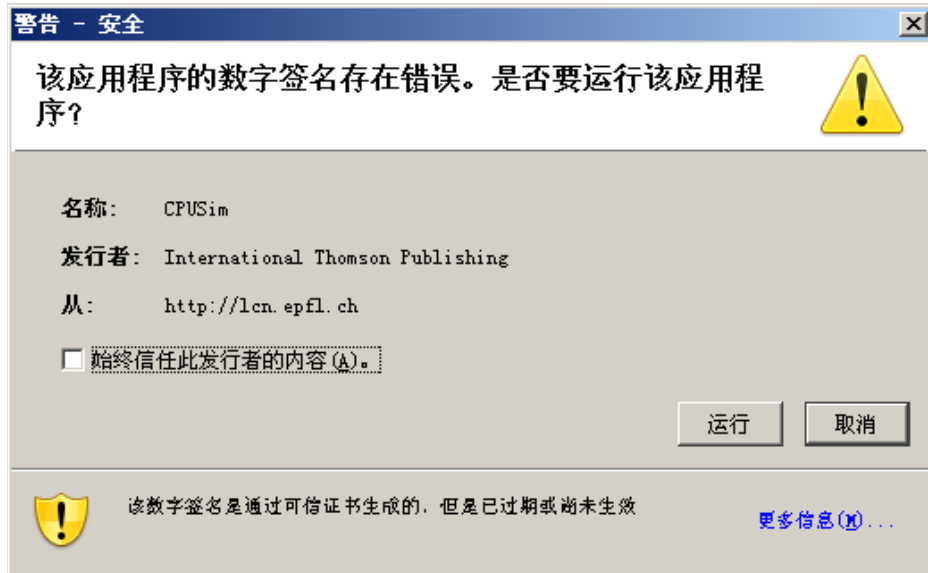 警告 - 安全
该应用程序的数字签名存在错误。是否要运行该应用程
序？
名称： CPUSim
发行者： International Thomson Publishing
从： http://lcn.epfl.ch
始终信任此发行者的内容(A)。
运行 取消
该数字签名是通过可信证书生成的，但是已过期或尚未生效
更多信息(M)...